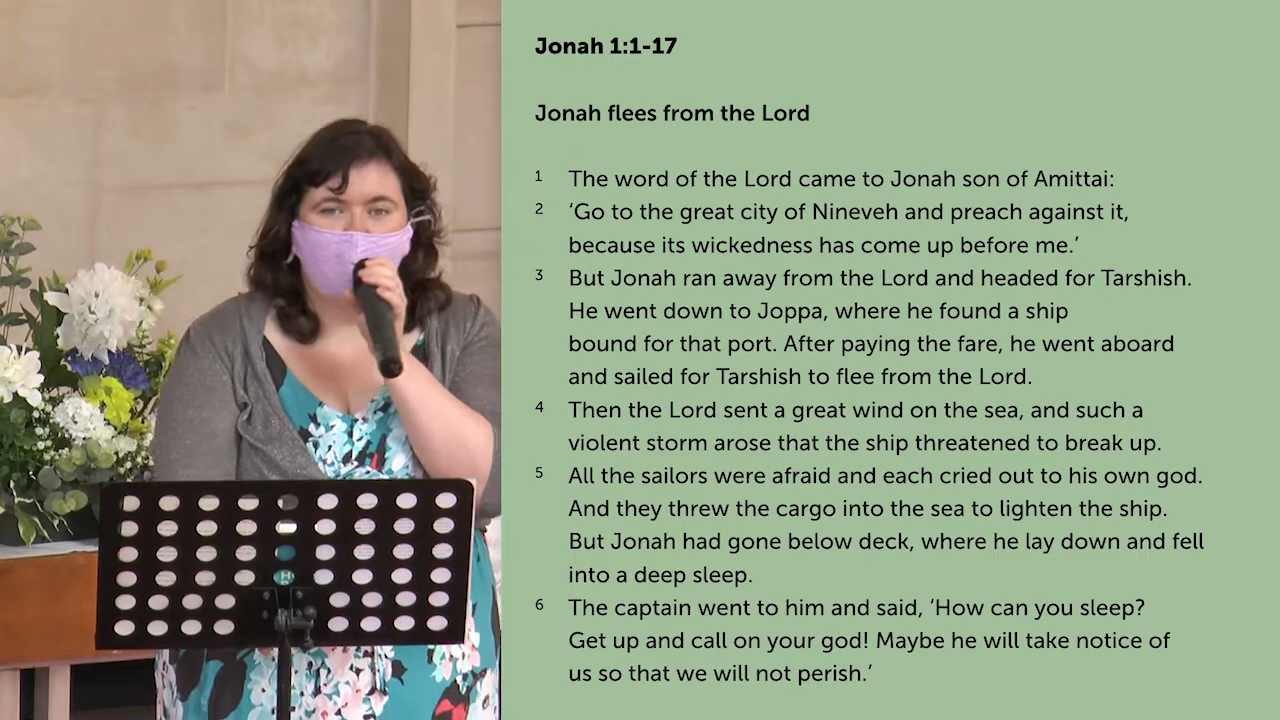 Jonah 1:1-17
Jonah flees from the Lord
1 The word of the Lord came to Jonah son of Amittai:
2 ‘Go to the great city of Nineveh and preach against it,
because its wickedness has come up before me.’
3 But Jonah ran away from the Lord and headed for Tarshish.
He went down to Joppa, where he found a ship
bound for that port. After paying the fare, he went aboard
and sailed for Tarshish to flee from the Lord.
4 Then the Lord sent a great wind on the sea, and such a
violent storm arose that the ship threatened to break up.
5 All the sailors were afraid and each cried out to his own god.
And they threw the cargo into the sea to lighten the ship.
But Jonah had gone below deck, where he lay down and fell
into a deep sleep.
6 The captain went to him and said, ‘How can you sleep?
Get up and call on your god! Maybe he will take notice of
us so that we will not perish.’